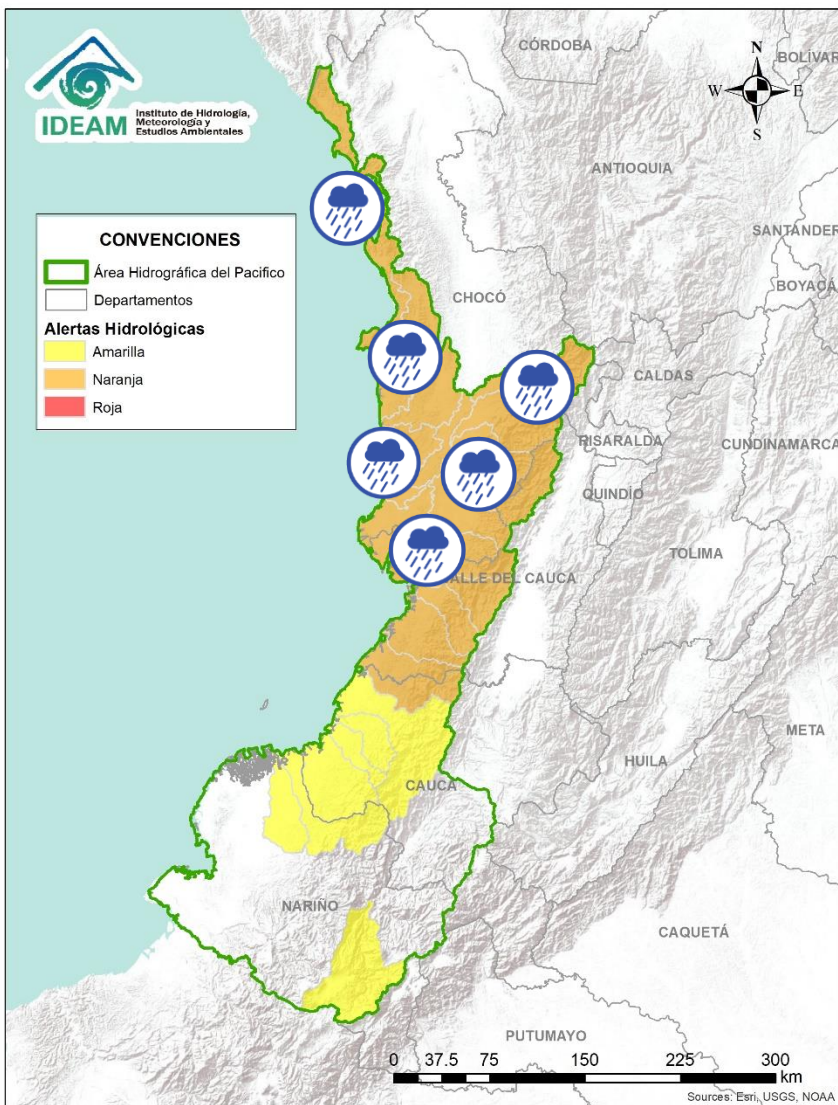 IDEAM
Instituto de Hidrología,
Meteorología y
Estudios Ambientales
CÓRDOBA
BOLÍVAR
N
W
E
S
ANTIOQUIA
SANTANDER
BOYACÁ
CONVENCIONES
Área Hidrográfica del Pacifico
Departamentos
Alertas Hidrológicas
Amarilla
Naranja
Roja
CHOCÓ
CALDAS
RISARALDA
CUNDINAMARCA
QUINDÍO
TOLIMA
ALLE DEL CAUCA
META
HUILA
CAUCA
NARIÑO
CAQUETÁ
PUTUMAYO
0 37.5 75 150 225 300
km
Sources: Esri, USGS, NOAA